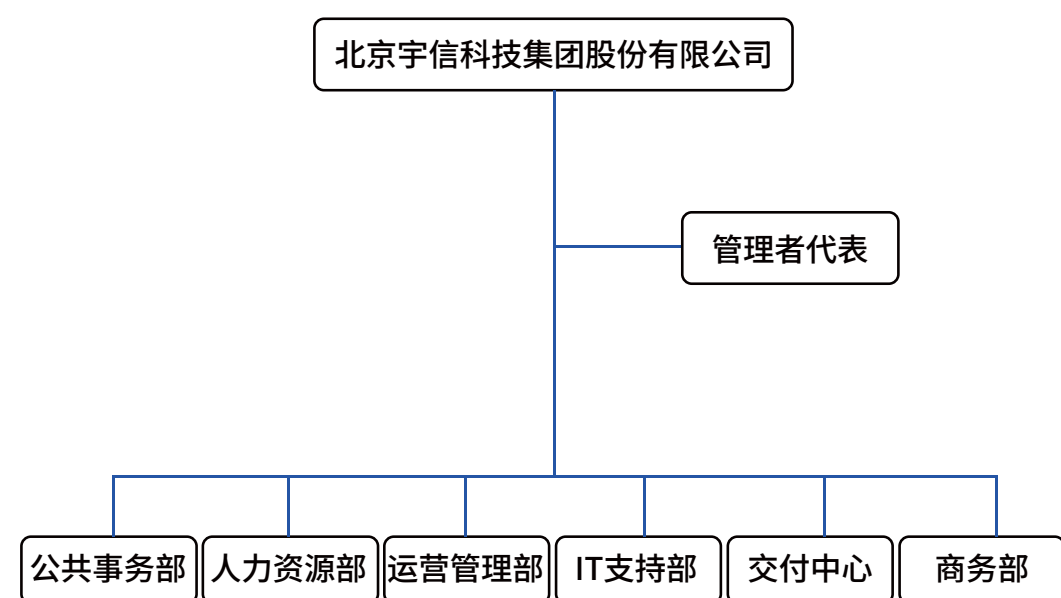 北京宇信科技集团股份有限公司
管理者代表
公共事务部
人力资源部
运营管理部
IT支持部
交付中心
商务部